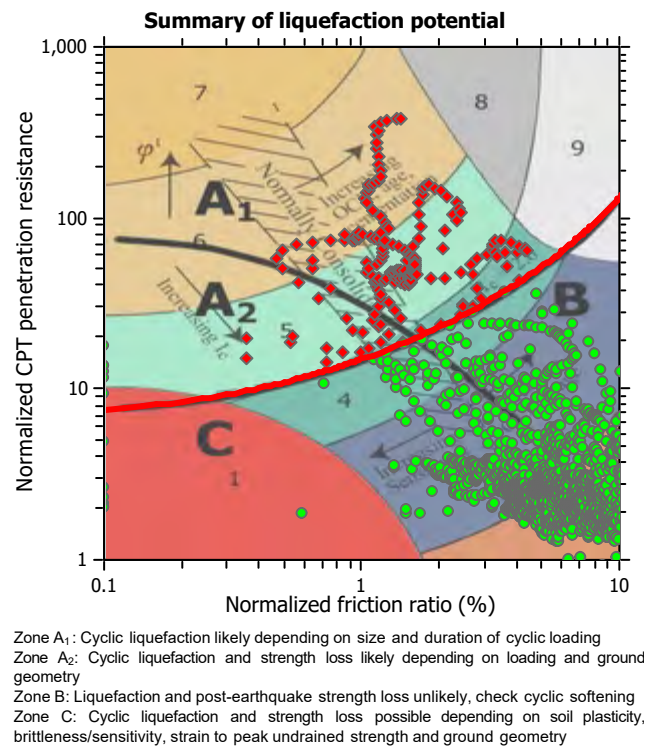 Summary of liquefaction potential
1,000
100
10
1
Normalized CPT penetration resistance
7
8
9
φ'
A1
Increasing
OCR, age,
cementation
Normally
Consolidated
6
A2
Increasing Ic
5
B
4
C
1
Increasing
0.1
1
10
Normalized friction ratio (%)
Zone A1: Cyclic liquefaction likely depending on size and duration of cyclic loading
Zone A2: Cyclic liquefaction and strength loss likely depending on loading and ground
geometry
Zone B: Liquefaction and post-earthquake strength loss unlikely, check cyclic softening
Zone C: Cyclic liquefaction and strength loss possible depending on soil plasticity,
brittleness/sensitivity, strain to peak undrained strength and ground geometry